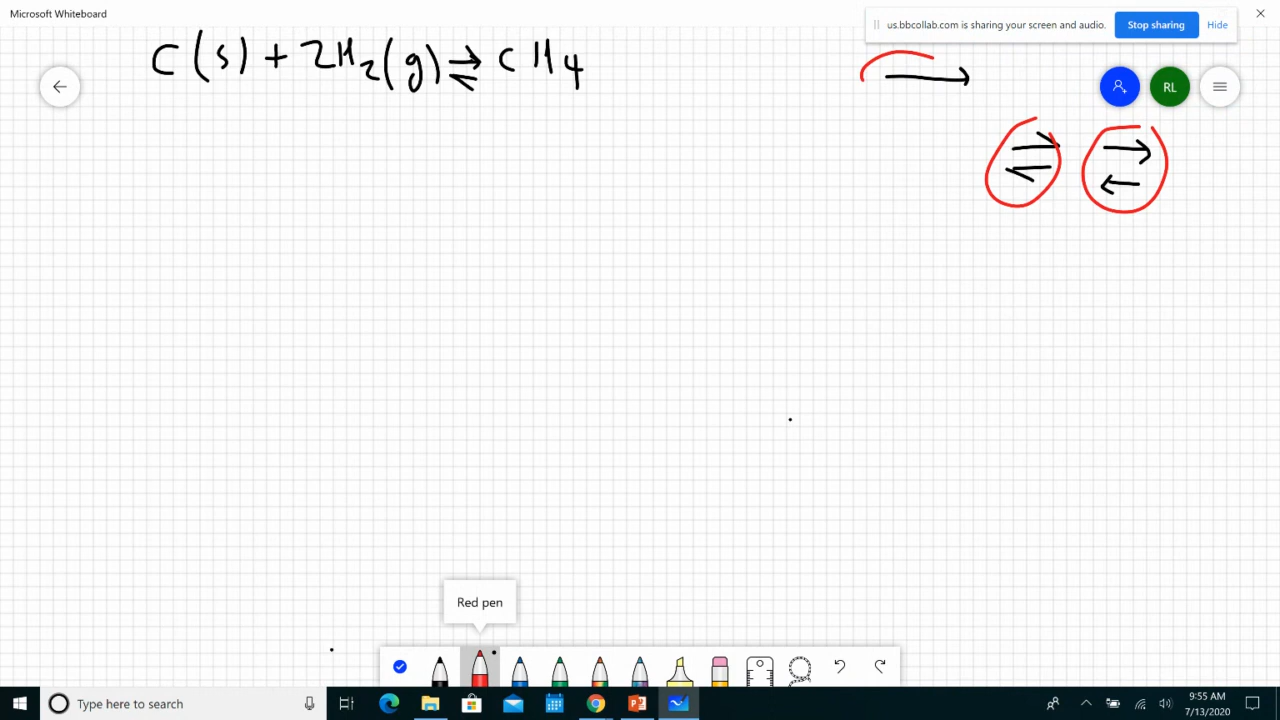 Microsoft Whiteboard
us.bbcollab.com is sharing your screen and audio. Stop sharing Hide
C(s) + 2H₂(g) ⇌ CH₄
→
RL
⇌ ⇄
Red pen
Type here to search
9:55 AM
7/13/2020